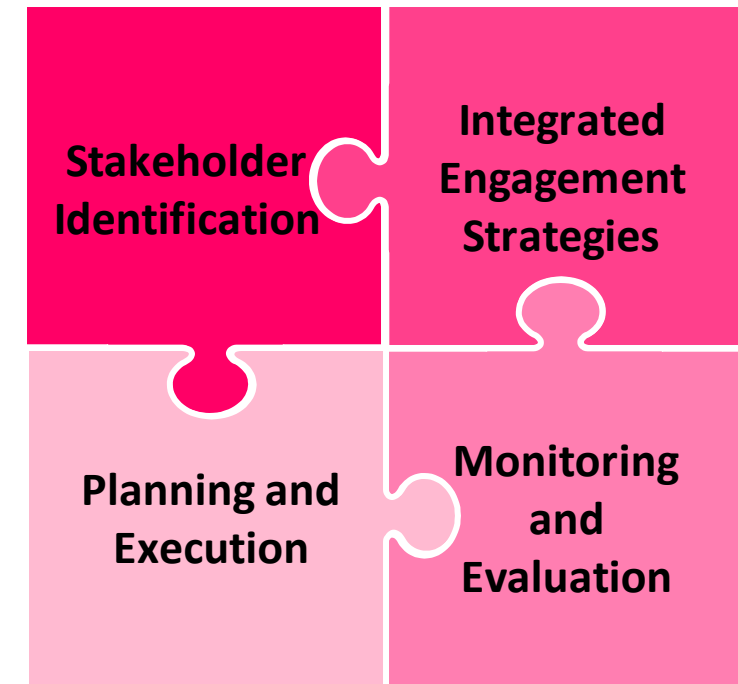 Stakeholder
Identification
Integrated
Engagement
Strategies
Planning and
Execution
Monitoring
and
Evaluation